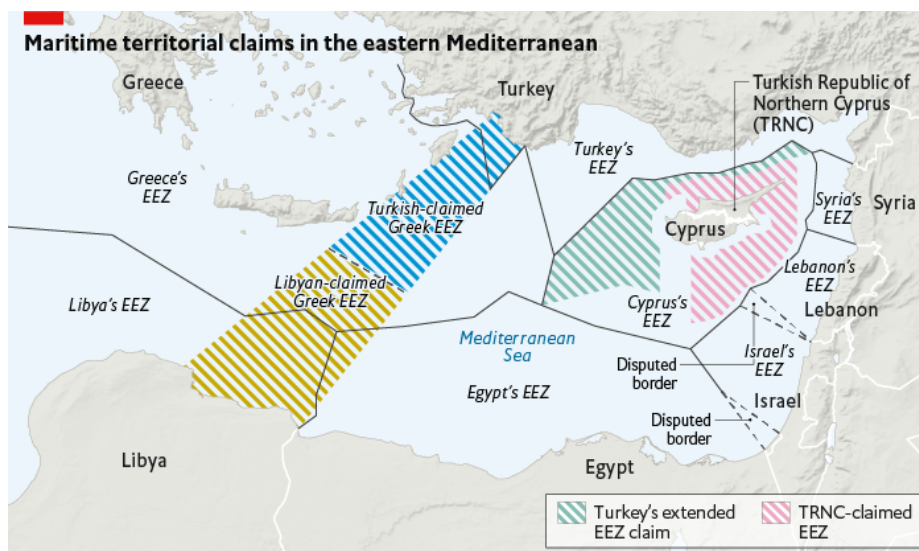 Maritime territorial claims in the eastern Mediterranean
Greece
Turkey
Turkish Republic of
Northern Cyprus
(TRNC)
Turkey's
EEZ
Greece's
EEZ
Turkish-claimed
Greek EEZ
Syria's
EEZ
Syria
Cyprus
Libyan-claimed
Greek EEZ
Lebanon's
EEZ
Libya's EEZ
Cyprus's
EEZ
Lebanon
Mediterranean
Sea
Disputed
border
Israel's
EEZ
Egypt's EEZ
Israel
Disputed
border
Libya
Egypt
Turkey's extended
EEZ claim
TRNC-claimed
EEZ